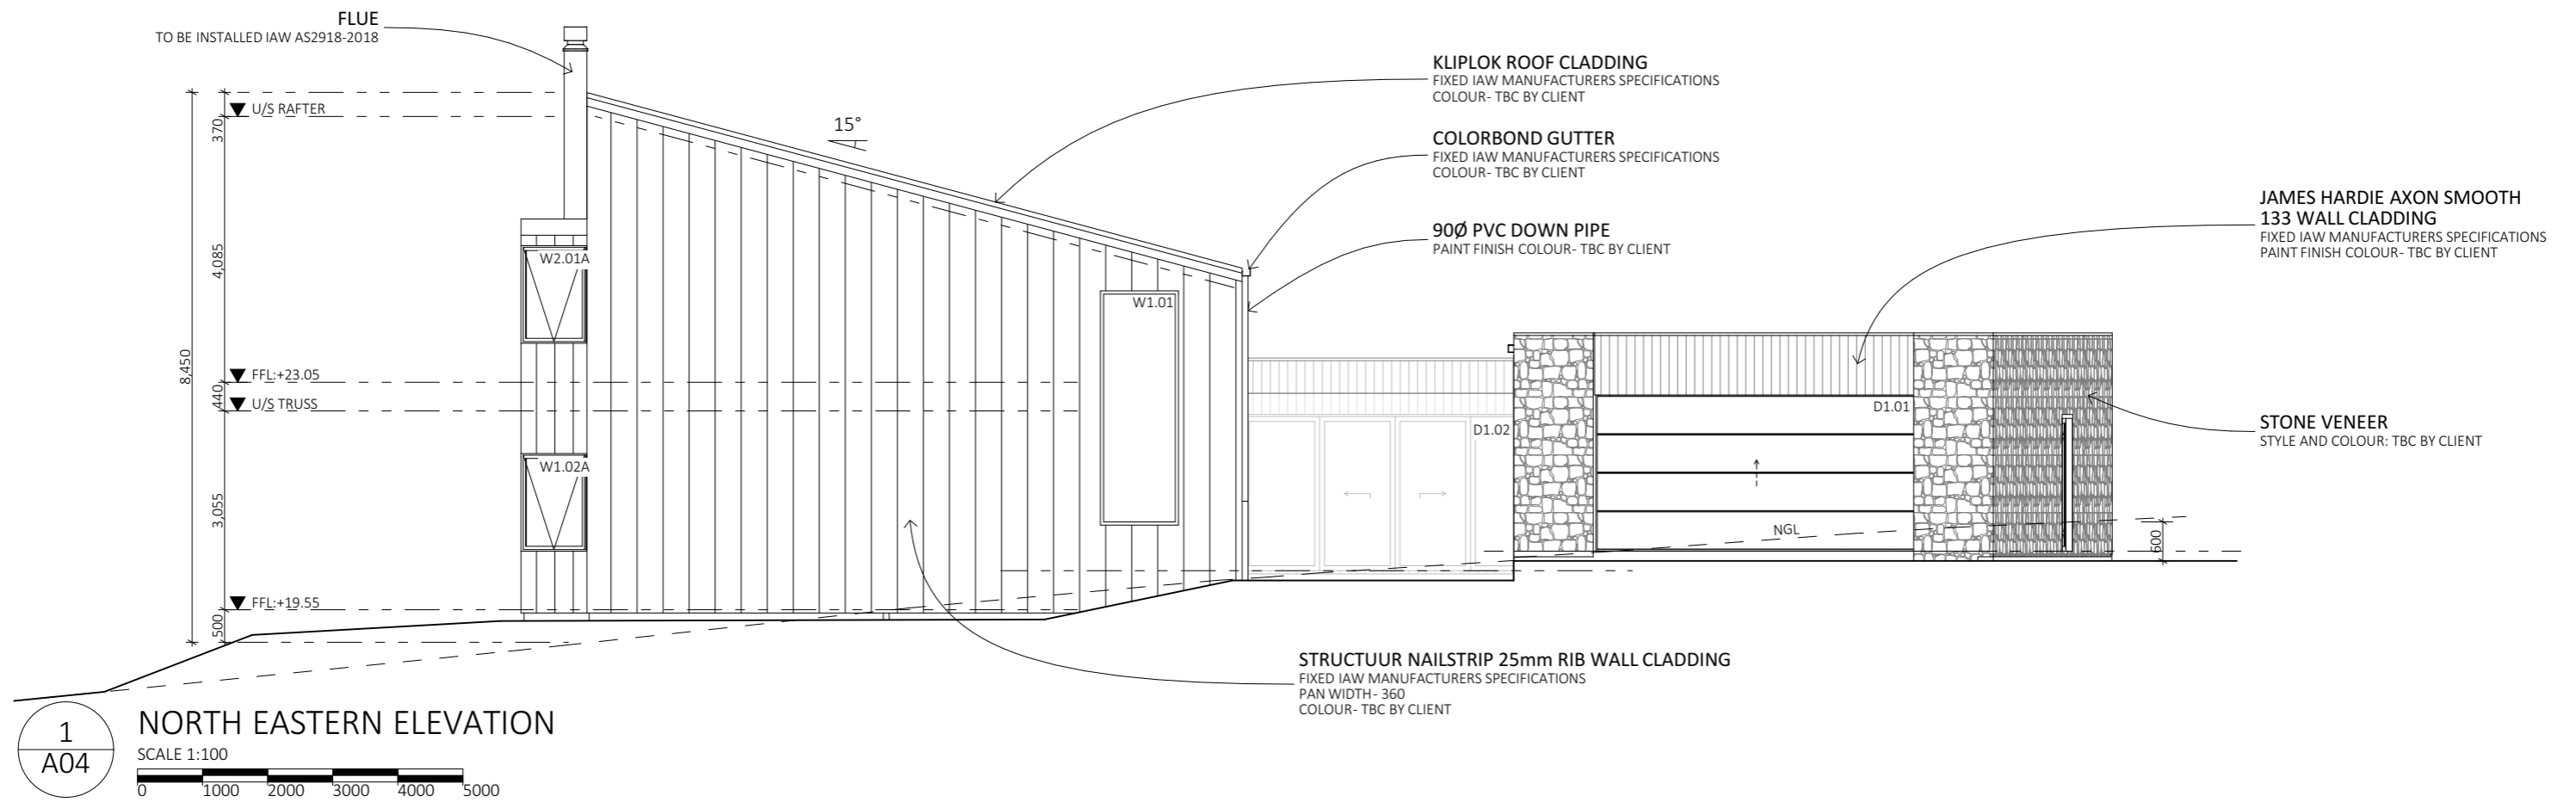 FLUE
TO BE INSTALLED IAW AS2918-2018
KLIPLOK ROOF CLADDING
FIXED IAW MANUFACTURERS SPECIFICATIONS
COLOUR- TBC BY CLIENT
U/S RAFTER
370
15°
COLORBOND GUTTER
FIXED IAW MANUFACTURERS SPECIFICATIONS
COLOUR- TBC BY CLIENT
JAMES HARDIE AXON SMOOTH
133 WALL CLADDING
FIXED IAW MANUFACTURERS SPECIFICATIONS
PAINT FINISH COLOUR- TBC BY CLIENT
90Ø PVC DOWN PIPE
PAINT FINISH COLOUR- TBC BY CLIENT
4,085
W2.01A
W1.01
8,450
FFL:+23.05
440
U/S TRUSS
D1.01
D1.02
STONE VENEER
STYLE AND COLOUR: TBC BY CLIENT
W1.02A
3,055
NGL
600
FFL:+19.55
500
STRUCTUUR NAILSTRIP 25mm RIB WALL CLADDING
FIXED IAW MANUFACTURERS SPECIFICATIONS
PAN WIDTH- 360
COLOUR- TBC BY CLIENT
1
A04
NORTH EASTERN ELEVATION
SCALE 1:100
0 1000 2000 3000 4000 5000